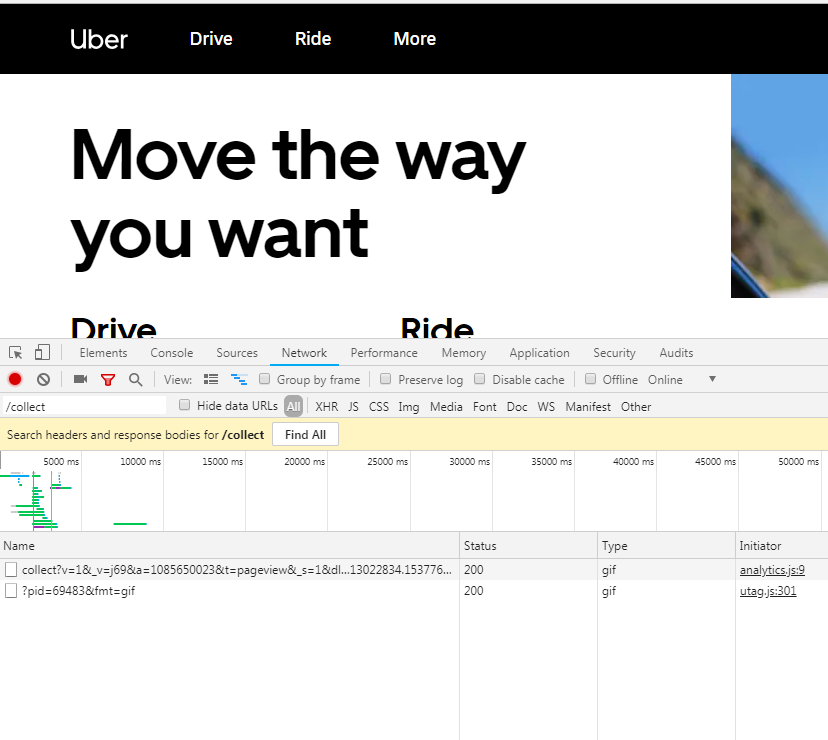 Uber Drive Ride More
Move the way
you want
Drive Ride
Elements Console Sources Network Performance Memory Application Security Audits
View: Group by frame Preserve log Disable cache Offline Online
/collect Hide data URLs All XHR JS CSS Img Media Font Doc WS Manifest Other
Search headers and response bodies for /collect Find All
5000 ms 10000 ms 15000 ms 20000 ms 25000 ms 30000 ms 35000 ms 40000 ms 45000 ms 50000 ms
Name Status Type Initiator
collect?v=1&_v=j69&a=1085650023&t=pageview&_s=1&dl...13022834.153776... 200 gif analytics.js:9
?pid=69483&fmt=gif 200 gif utag.js:301